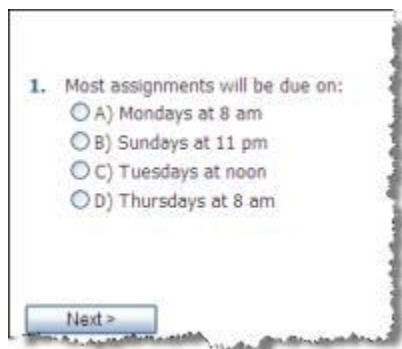 1. Most assignments will be due on:
A) Mondays at 8 am
B) Sundays at 11 pm
C) Tuesdays at noon
D) Thursdays at 8 am
Next >